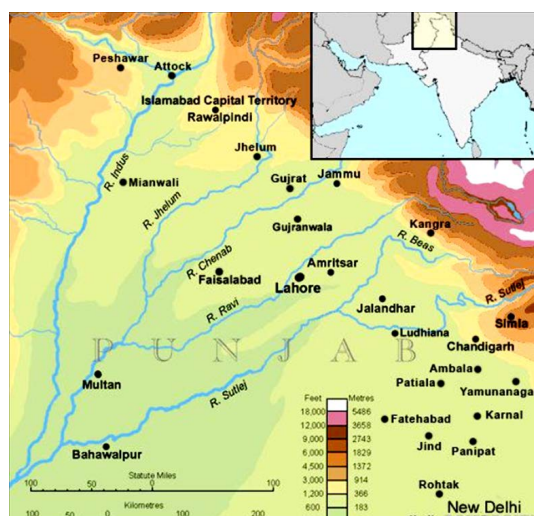 Peshawar
Attock
Islamabad Capital Territory
Rawalpindi
Jhelum
R. Indus
Mianwali
Gujrat
Jammu
R. Jhelum
Gujranwala
Kangra
R. Beas
R. Chenab
Faisalabad
Amritsar
Lahore
R. Sutlej
Jalandhar
R. Ravi
Simla
Ludhiana
Chandigarh
PUNJAB
Ambala
Multan
Patiala
Yamunanagar
R. Sutlej
Feet Metres
18,000 5486
12,000 3658
9,000 2743
6,000 1829
4,500 1372
3,000 914
1,200 366
600 183
Fatehabad
Karnal
Jind
Panipat
Bahawalpur
Rohtak
New Delhi
Statute Miles
100 50 0 100
Kilometres
100 50 0 200